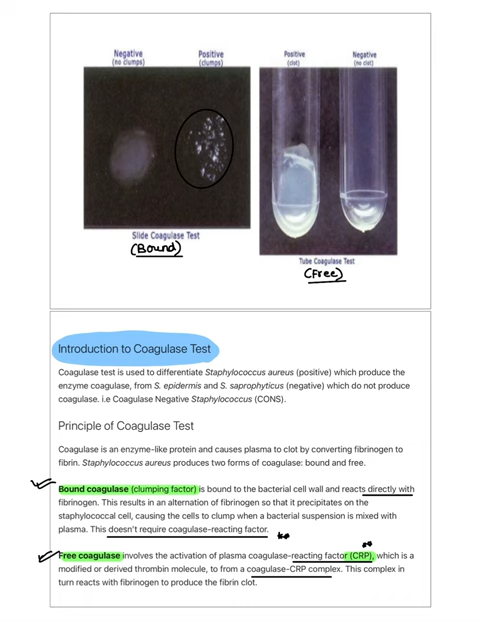 Negative
(no clumps)
Positive
(clumps)
Positive
(clot)
Negative
(no clot)
Slide Coagulase Test
(Bound)
Tube Coagulase Test
(Free)
Introduction to Coagulase Test
Coagulase test is used to differentiate Staphylococcus aureus (positive) which produce the
enzyme coagulase, from S. epidermis and S. saprophyticus (negative) which do not produce
coagulase. i.e Coagulase Negative Staphylococcus (CONS).
Principle of Coagulase Test
Coagulase is an enzyme-like protein and causes plasma to clot by converting fibrinogen to
fibrin. Staphylococcus aureus produces two forms of coagulase: bound and free.
Bound coagulase (clumping factor) is bound to the bacterial cell wall and reacts directly with
fibrinogen. This results in an alternation of fibrinogen so that it precipitates on the
staphylococcal cell, causing the cells to clump when a bacterial suspension is mixed with
plasma. This doesn't require coagulase-reacting factor.
Free coagulase involves the activation of plasma coagulase-reacting factor (CRP), which is a
modified or derived thrombin molecule, to from a coagulase-CRP complex. This complex in
turn reacts with fibrinogen to produce the fibrin clot.